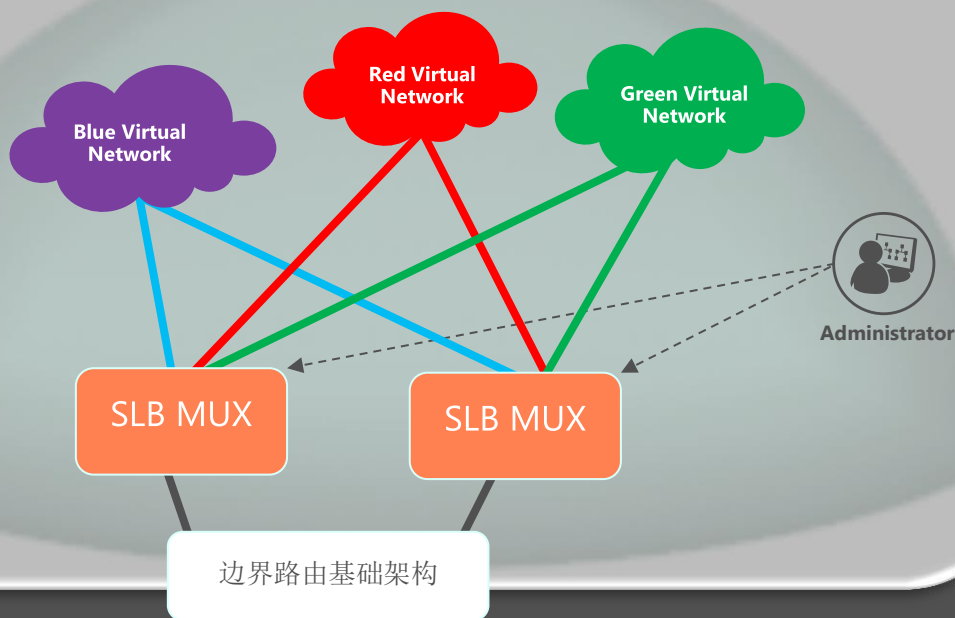 Red Virtual
Network
Green Virtual
Network
Blue Virtual
Network
Administrator
SLB MUX
SLB MUX
边界路由基础架构